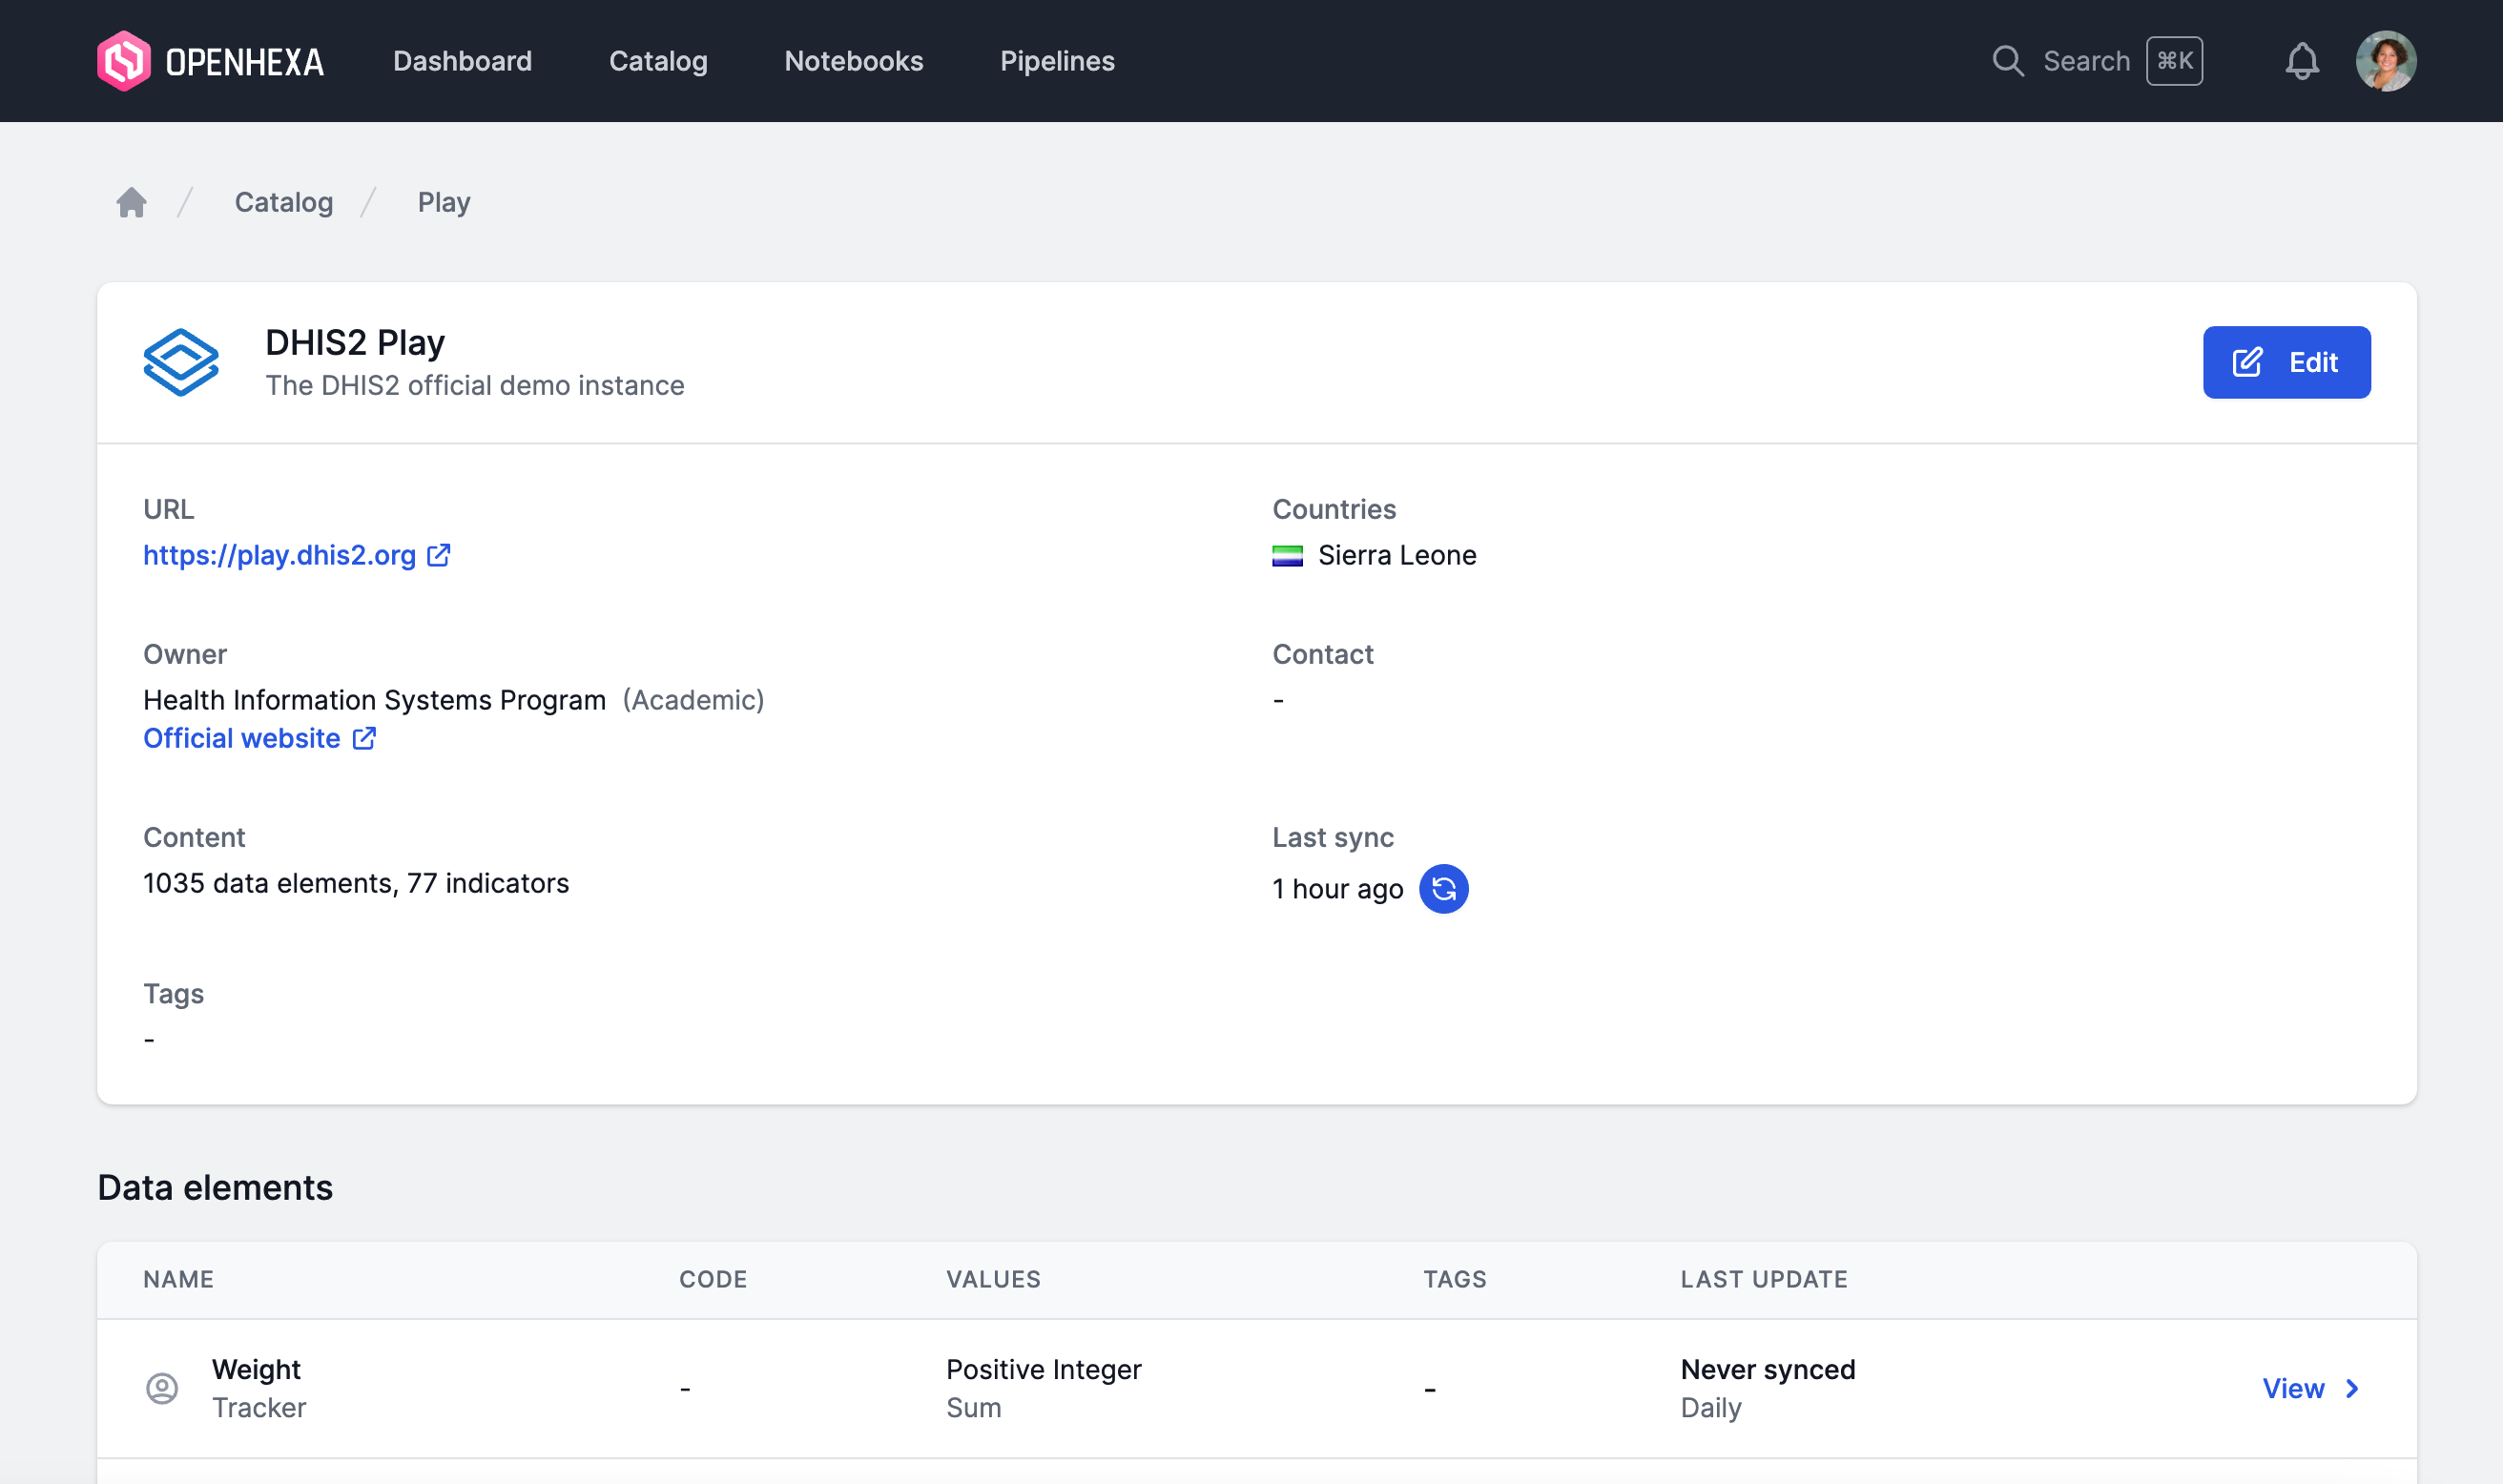 OPENHEXA Dashboard Catalog Notebooks Pipelines Search ⌘K
Catalog / Play
DHIS2 Play
The DHIS2 official demo instance
Edit
URL
https://play.dhis2.org
Countries
Sierra Leone
Owner
Health Information Systems Program (Academic)
Official website
Contact
-
Content
1035 data elements, 77 indicators
Last sync
1 hour ago
Tags
-
Data elements
NAME CODE VALUES TAGS LAST UPDATE
Weight - Positive Integer - Never synced View
Tracker Sum Daily